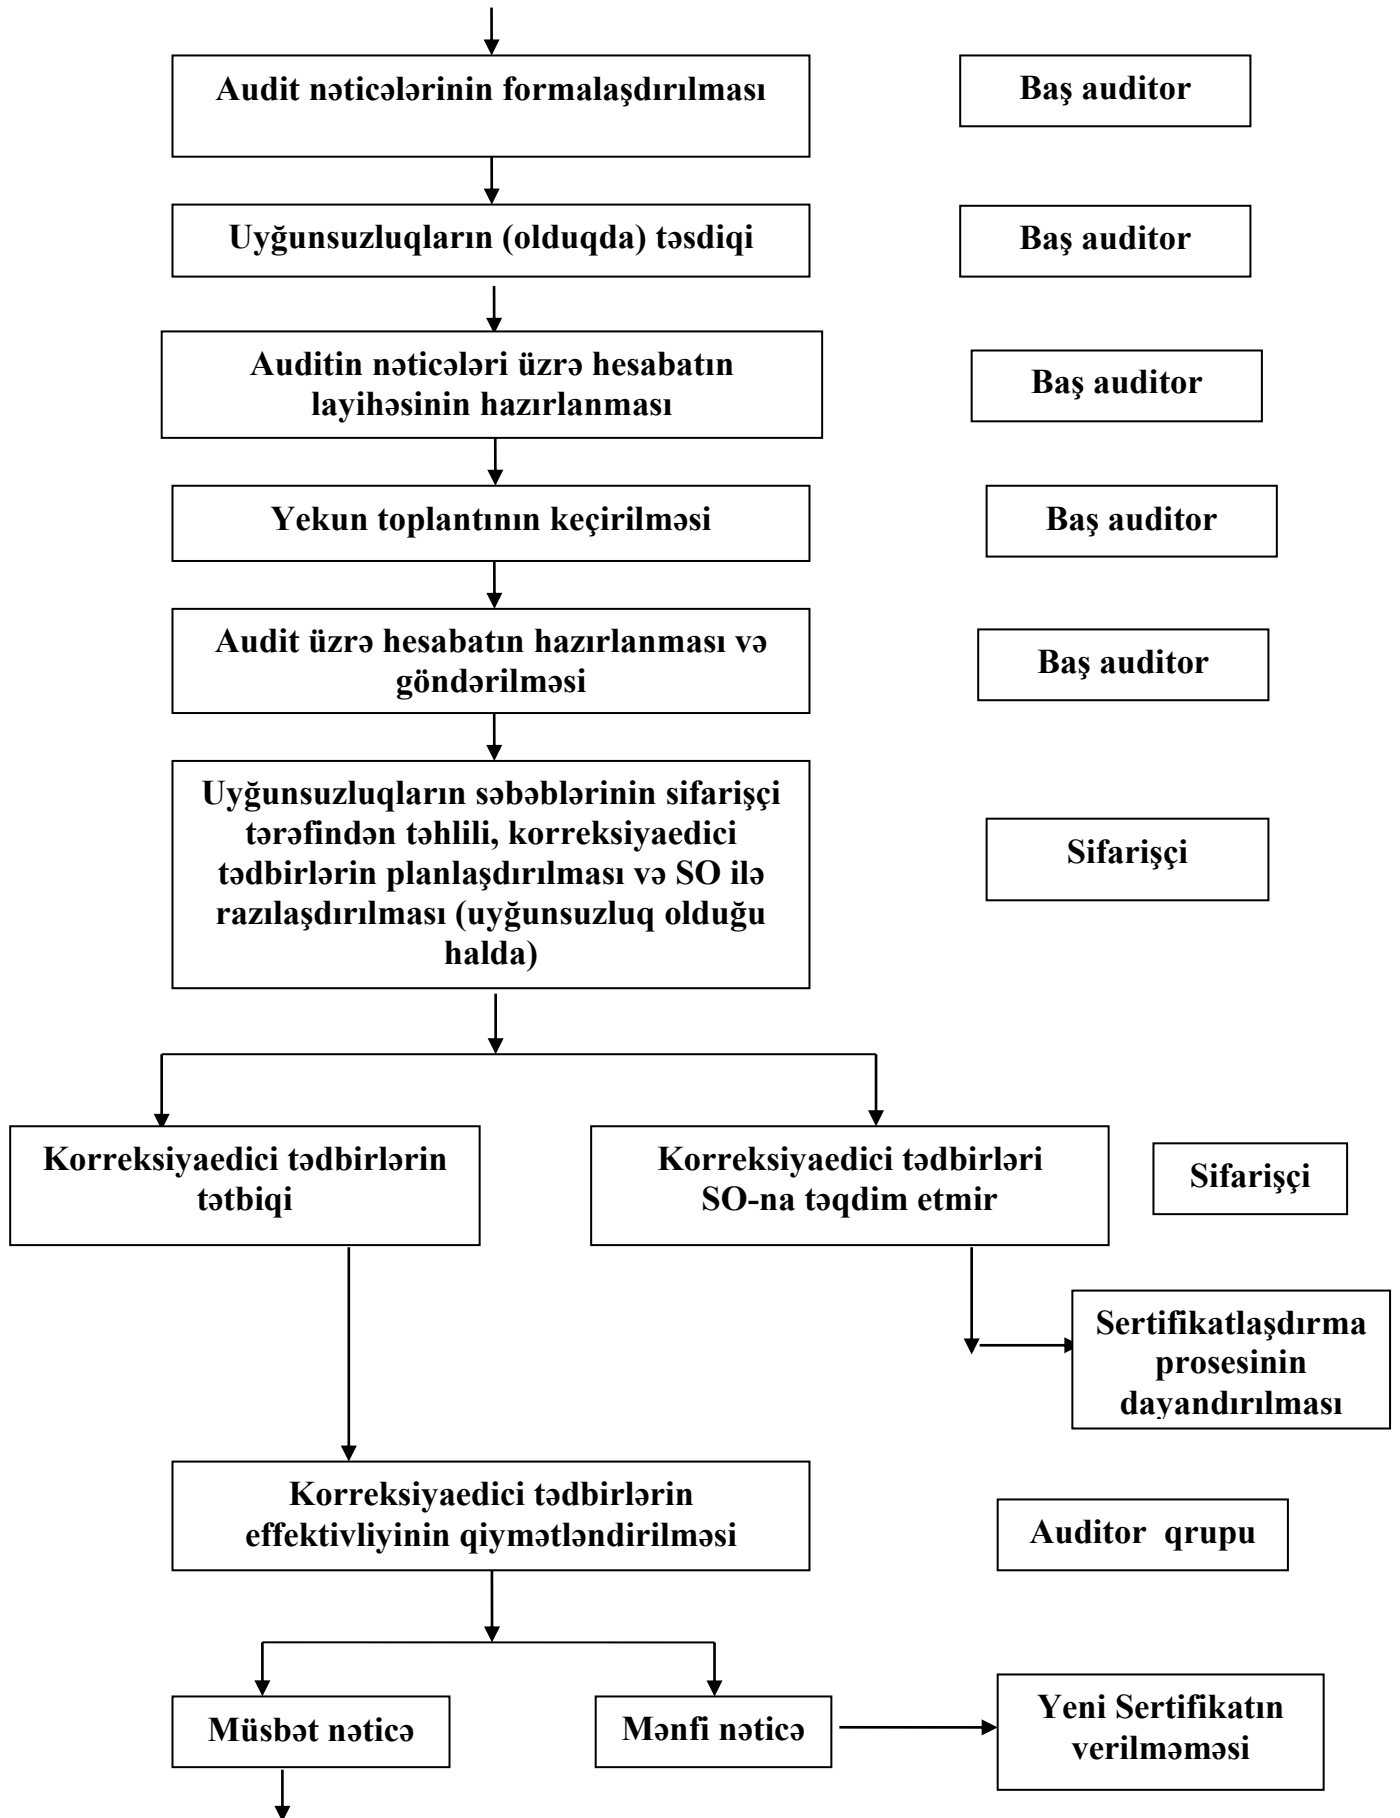 Audit nəticələrinin formalaşdırılması
Baş auditor
Uyğunsuzluqların (olduqda) təsdiqi
Baş auditor
Auditin nəticələri üzrə hesabatın
layihəsinin hazırlanması
Baş auditor
Yekun toplantının keçirilməsi
Baş auditor
Audit üzrə hesabatın hazırlanması və
göndərilməsi
Baş auditor
Uyğunsuzluqların səbəblərinin sifarişçi
tərəfindən təhlili, korreksiyaedici
tədbirlərin planlaşdırılması və SO ilə
razılaşdırılması (uyğunsuzluq olduğu
halda)
Sifarişçi
Korreksiyaedici tədbirlərin
tətbiqi
Korreksiyaedici tədbirləri
SO-na təqdim etmir
Sifarişçi
Sertifikatlaşdırma
prosesinin
dayandırılması
Korreksiyaedici tədbirlərin
effektivliyinin qiymətləndirilməsi
Auditor qrupu
Müsbət nəticə
Mənfi nəticə
Yeni Sertifikatın
verilməməsi